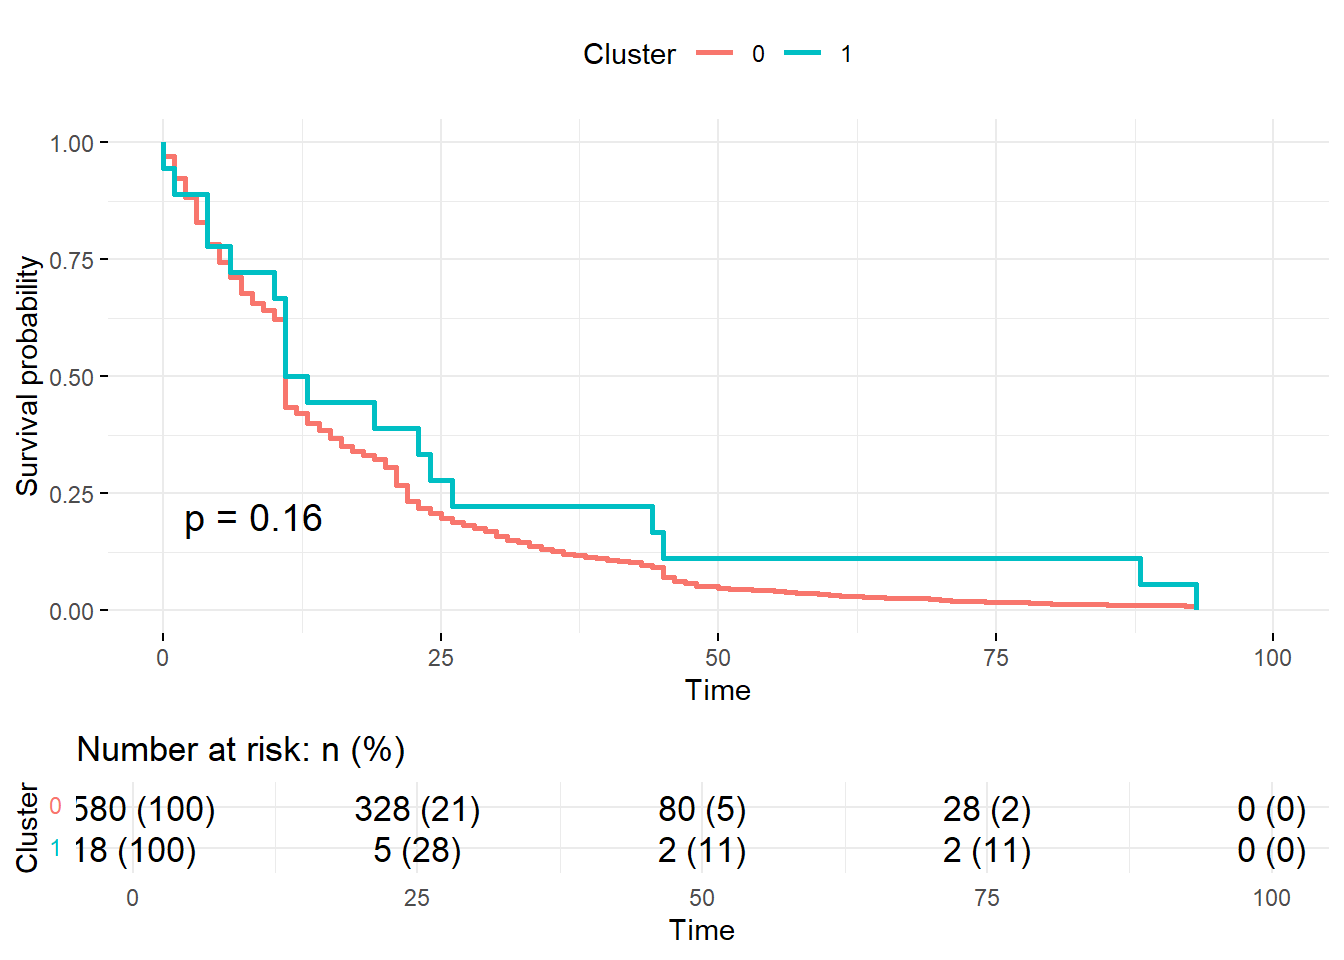 Cluster 0 1
1.00
0.75
0.50
0.25
0.00
Survival probability
p = 0.16
0 25 50 75 100
Time
Number at risk: n (%)
Cluster
0 580 (100) 328 (21) 80 (5) 28 (2) 0 (0)
1 18 (100) 5 (28) 2 (11) 2 (11) 0 (0)
0 25 50 75 100
Time